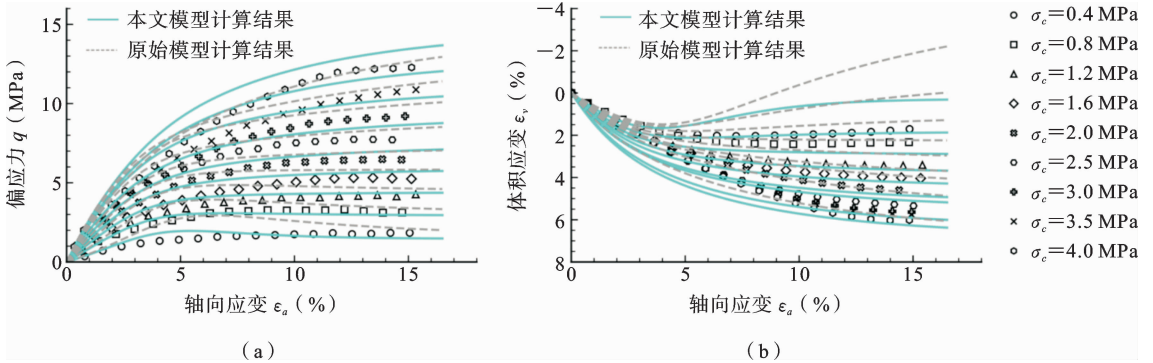 15
10
5
0
0
5
10
15
偏应力 q (MPa)
轴向应变 εa (%)
本文模型计算结果
原始模型计算结果
(a)
−4
−2
0
2
4
6
8
0
5
10
15
体积应变 εv (%)
轴向应变 εa (%)
本文模型计算结果
原始模型计算结果
(b)
σc=0.4 MPa
σc=0.8 MPa
σc=1.2 MPa
σc=1.6 MPa
σc=2.0 MPa
σc=2.5 MPa
σc=3.0 MPa
σc=3.5 MPa
σc=4.0 MPa